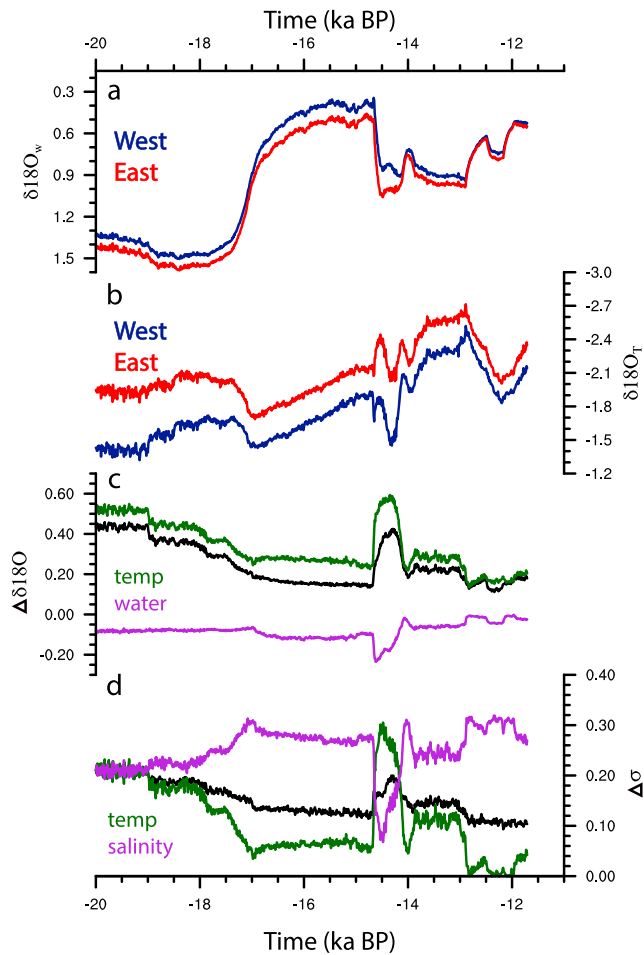 Time (ka BP)
-20 -18 -16 -14 -12
a
0.3
0.6
0.9
1.2
1.5
δ18O_w
West
East
b
-3.0
-2.7
-2.4
-2.1
-1.8
-1.5
-1.2
δ18O_T
West
East
c
0.60
0.40
0.20
0.00
-0.20
Δδ18O
temp
water
d
0.40
0.30
0.20
0.10
0.00
Δσ
temp
salinity
-20 -18 -16 -14 -12
Time (ka BP)